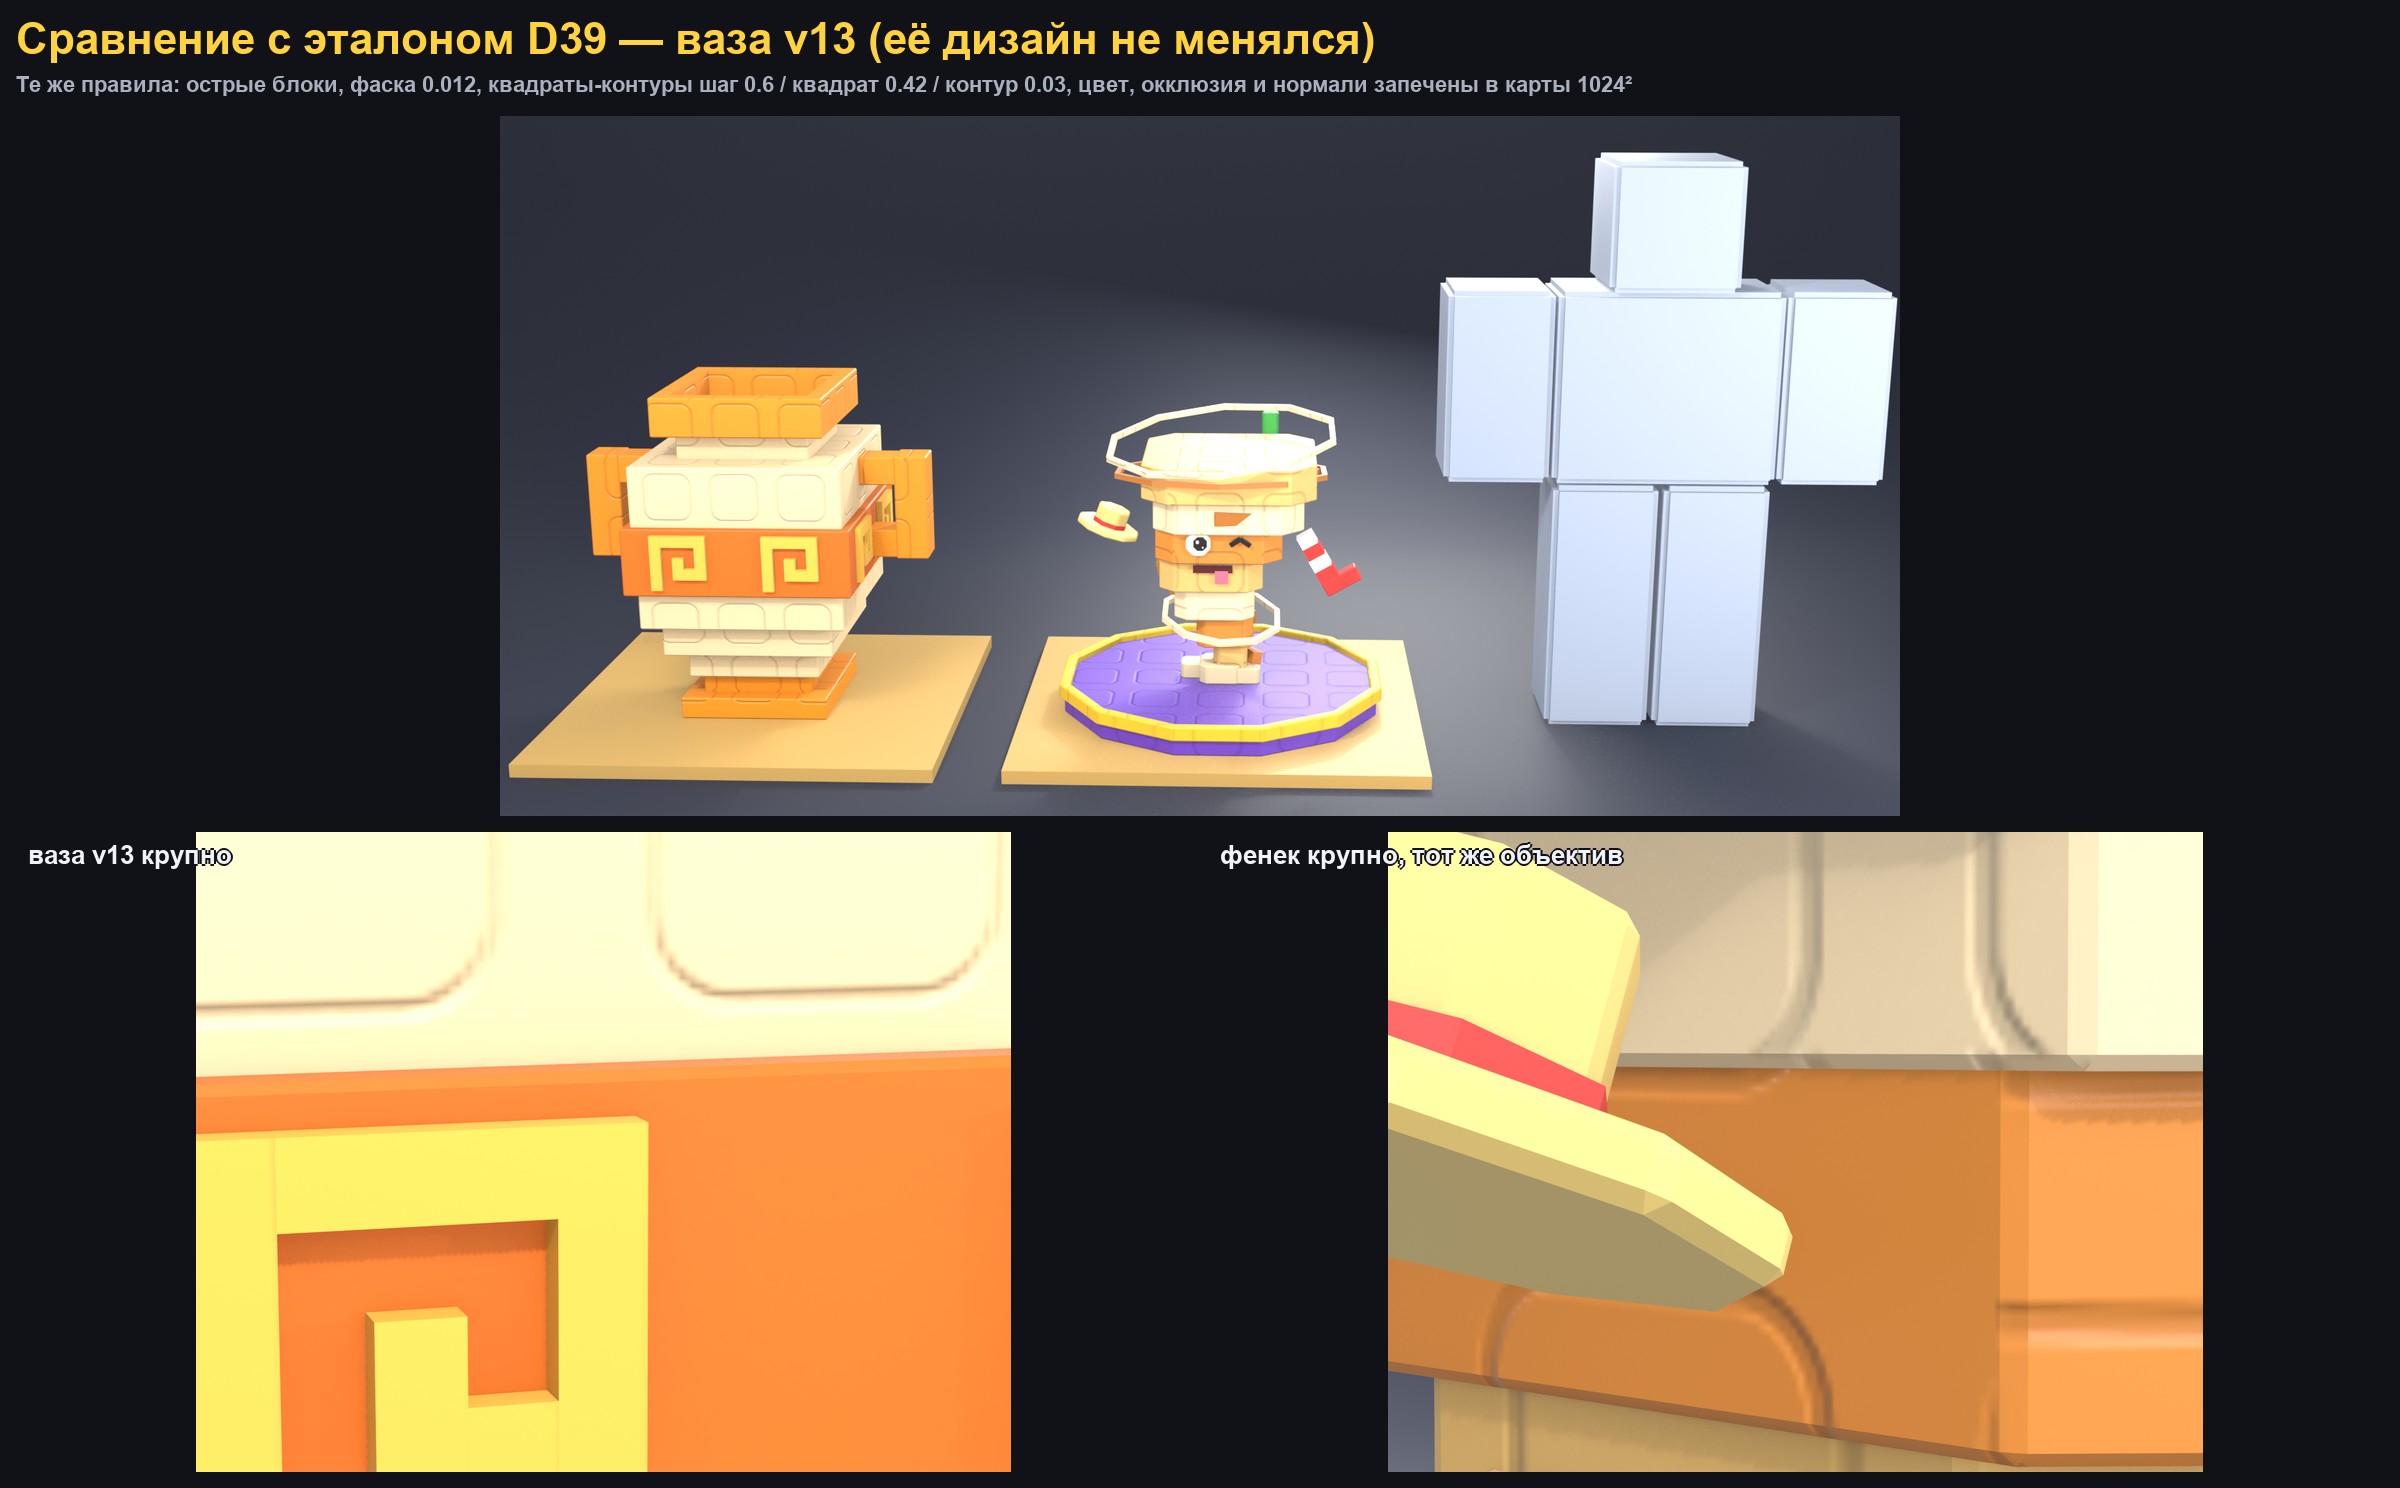 Сравнение с эталоном D39 — ваза v13 (её дизайн не менялся)
Те же правила: острые блоки, фаска 0.012, квадраты-контуры шаг 0.6 / квадрат 0.42 / контур 0.03, цвет, окклюзия и нормали запечены в карты 1024²
ваза v13 крупно
фенек крупно, тот же объектив